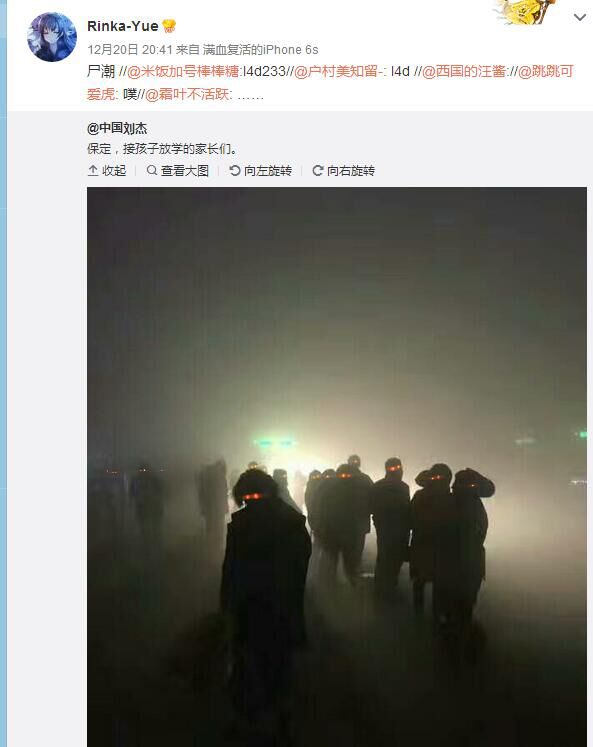 Rinka-Yue
12月20日 20:41 来自 满血复活的iPhone 6s
尸潮 //@米饭加号棒棒糖:l4d233//@户村美知留-: l4d //@西国的汪酱://@跳跳可
爱虎: 噗//@霜叶不活跃: ……
@中国刘杰
保定，接孩子放学的家长们。
收起 查看大图 向左旋转 向右旋转